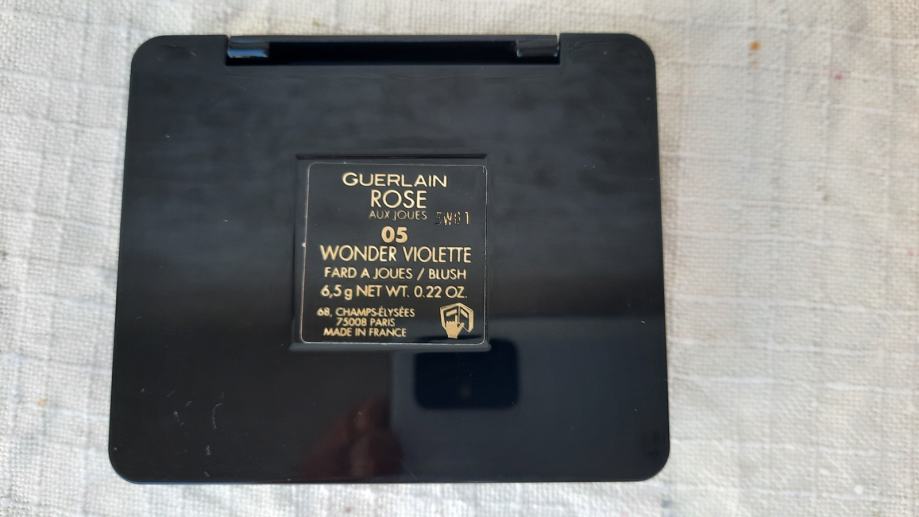 GUERLAIN
ROSE
AUX JOUES 5W01
05
WONDER VIOLETTE
FARD A JOUES / BLUSH
6,5 g NET WT. 0.22 OZ.
68, CHAMPS-ÉLYSÉES
75008 PARIS
MADE IN FRANCE